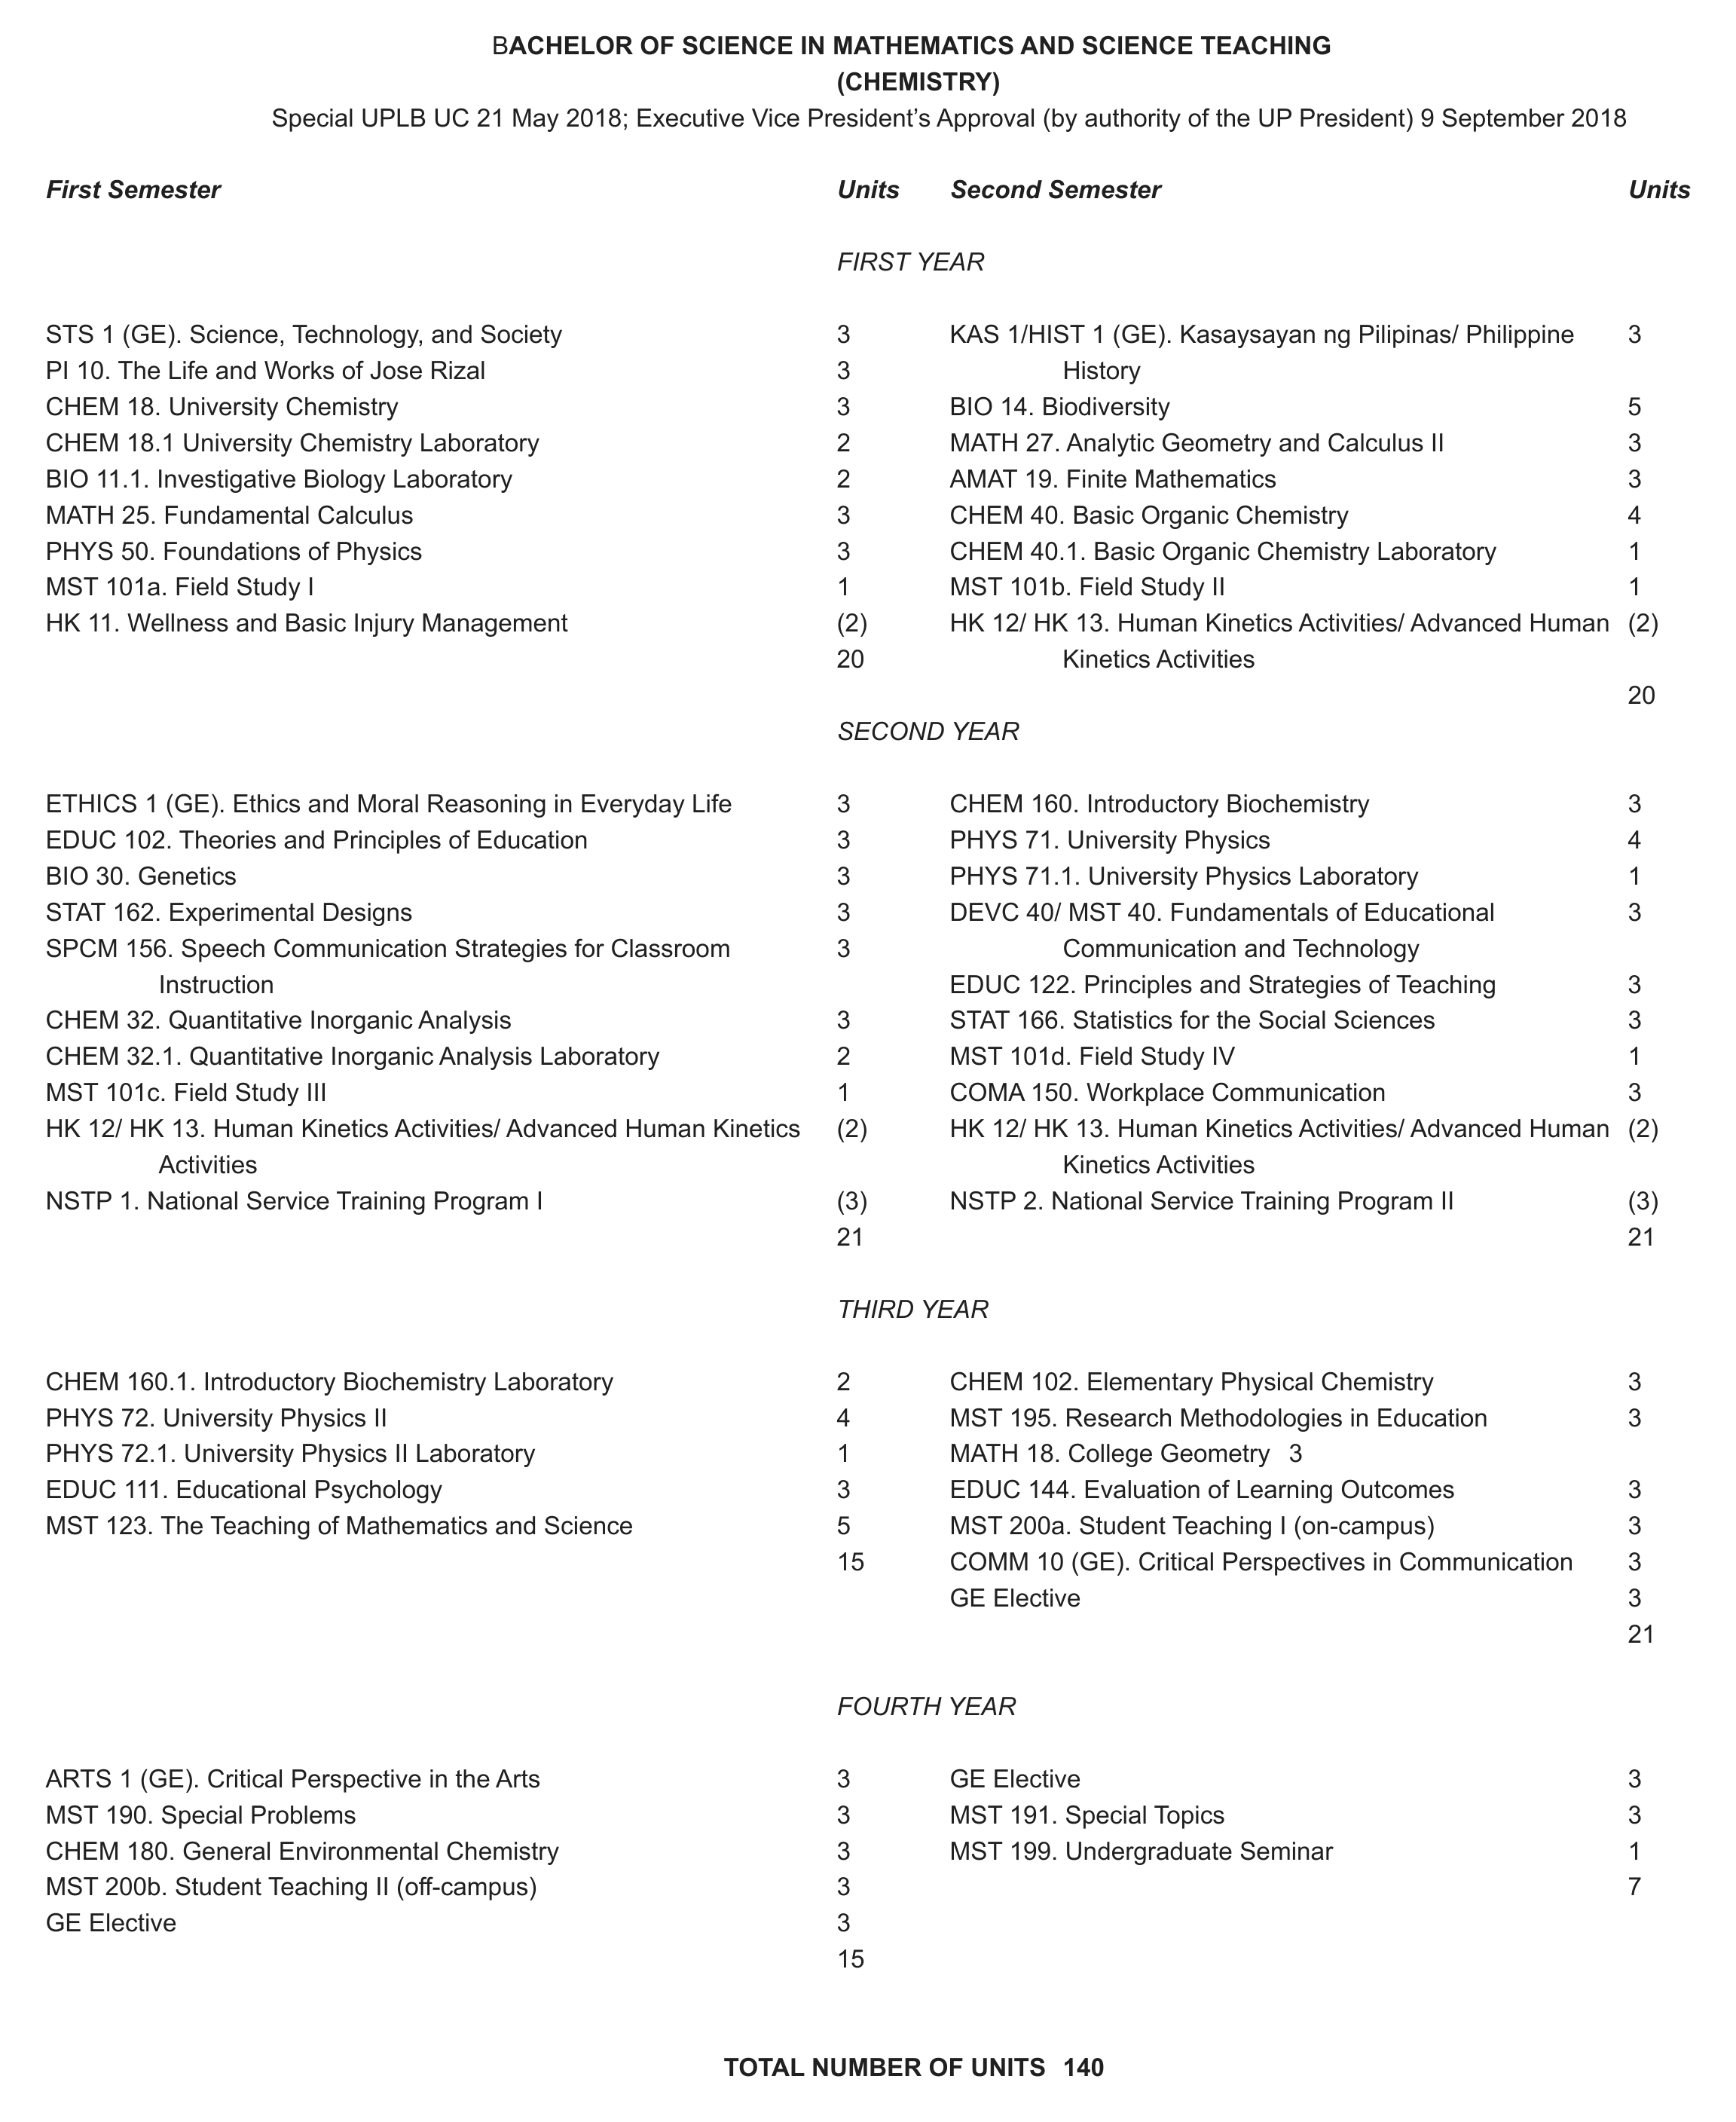 BACHELOR OF SCIENCE IN MATHEMATICS AND SCIENCE TEACHING
(CHEMISTRY)
Special UPLB UC 21 May 2018; Executive Vice President’s Approval (by authority of the UP President) 9 September 2018
First Semester Units Second Semester Units
FIRST YEAR
STS 1 (GE). Science, Technology, and Society 3 KAS 1/HIST 1 (GE). Kasaysayan ng Pilipinas/ Philippine 3
PI 10. The Life and Works of Jose Rizal 3 History
CHEM 18. University Chemistry 3 BIO 14. Biodiversity 5
CHEM 18.1 University Chemistry Laboratory 2 MATH 27. Analytic Geometry and Calculus II 3
BIO 11.1. Investigative Biology Laboratory 2 AMAT 19. Finite Mathematics 3
MATH 25. Fundamental Calculus 3 CHEM 40. Basic Organic Chemistry 4
PHYS 50. Foundations of Physics 3 CHEM 40.1. Basic Organic Chemistry Laboratory 1
MST 101a. Field Study I 1 MST 101b. Field Study II 1
HK 11. Wellness and Basic Injury Management (2) HK 12/ HK 13. Human Kinetics Activities/ Advanced Human (2)
20 Kinetics Activities
20
SECOND YEAR
ETHICS 1 (GE). Ethics and Moral Reasoning in Everyday Life 3 CHEM 160. Introductory Biochemistry 3
EDUC 102. Theories and Principles of Education 3 PHYS 71. University Physics 4
BIO 30. Genetics 3 PHYS 71.1. University Physics Laboratory 1
STAT 162. Experimental Designs 3 DEVC 40/ MST 40. Fundamentals of Educational 3
SPCM 156. Speech Communication Strategies for Classroom 3 Communication and Technology
Instruction EDUC 122. Principles and Strategies of Teaching 3
CHEM 32. Quantitative Inorganic Analysis 3 STAT 166. Statistics for the Social Sciences 3
CHEM 32.1. Quantitative Inorganic Analysis Laboratory 2 MST 101d. Field Study IV 1
MST 101c. Field Study III 1 COMA 150. Workplace Communication 3
HK 12/ HK 13. Human Kinetics Activities/ Advanced Human Kinetics (2) HK 12/ HK 13. Human Kinetics Activities/ Advanced Human (2)
Activities Kinetics Activities
NSTP 1. National Service Training Program I (3) NSTP 2. National Service Training Program II (3)
21 21
THIRD YEAR
CHEM 160.1. Introductory Biochemistry Laboratory 2 CHEM 102. Elementary Physical Chemistry 3
PHYS 72. University Physics II 4 MST 195. Research Methodologies in Education 3
PHYS 72.1. University Physics II Laboratory 1 MATH 18. College Geometry 3
EDUC 111. Educational Psychology 3 EDUC 144. Evaluation of Learning Outcomes 3
MST 123. The Teaching of Mathematics and Science 5 MST 200a. Student Teaching I (on-campus) 3
15 COMM 10 (GE). Critical Perspectives in Communication 3
GE Elective 3
21
FOURTH YEAR
ARTS 1 (GE). Critical Perspective in the Arts 3 GE Elective 3
MST 190. Special Problems 3 MST 191. Special Topics 3
CHEM 180. General Environmental Chemistry 3 MST 199. Undergraduate Seminar 1
MST 200b. Student Teaching II (off-campus) 3 7
GE Elective 3
15
TOTAL NUMBER OF UNITS 140